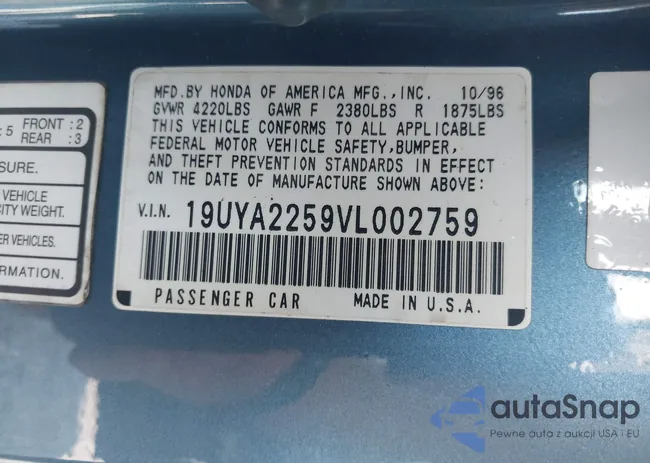 MFD.BY HONDA OF AMERICA MFG.,INC. 10/96
GVWR 4220LBS GAWR F 2380LBS R 1875LBS
THIS VEHICLE CONFORMS TO ALL APPLICABLE
FEDERAL MOTOR VEHICLE SAFETY,BUMPER,
AND THEFT PREVENTION STANDARDS IN EFFECT
ON THE DATE OF MANUFACTURE SHOWN ABOVE:
V.I.N. 19UYA2259VL002759
PASSENGER CAR MADE IN U.S.A.
: 5 FRONT : 2
REAR : 3
SURE.
VEHICLE
CITY WEIGHT.
ER VEHICLES.
FORMATION.
autaSnap
Pewne auta z aukcji USA i EU